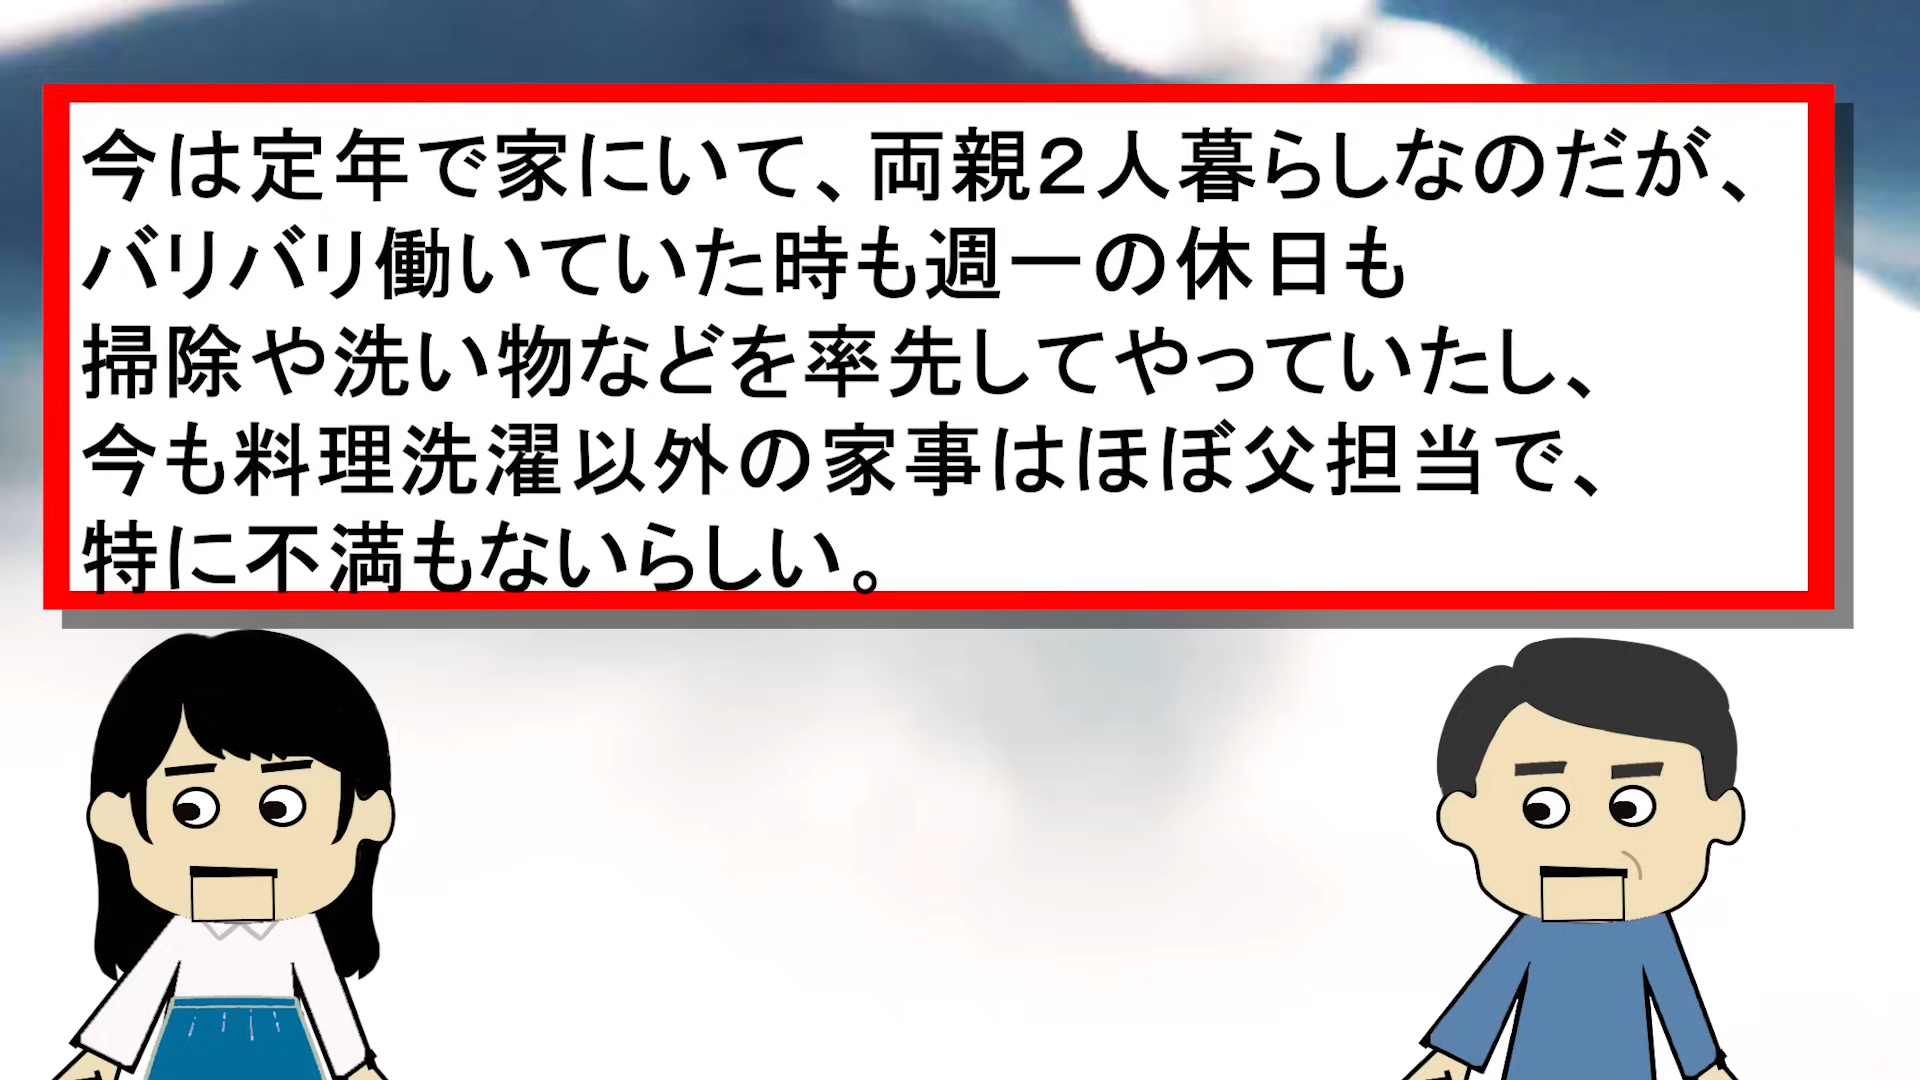 今は定年で家にいて、両親２人暮らしなのだが、
バリバリ働いていた時も週一の休日も
掃除や洗い物などを率先してやっていたし、
今も料理洗濯以外の家事はほぼ父担当で、
特に不満もないらしい。